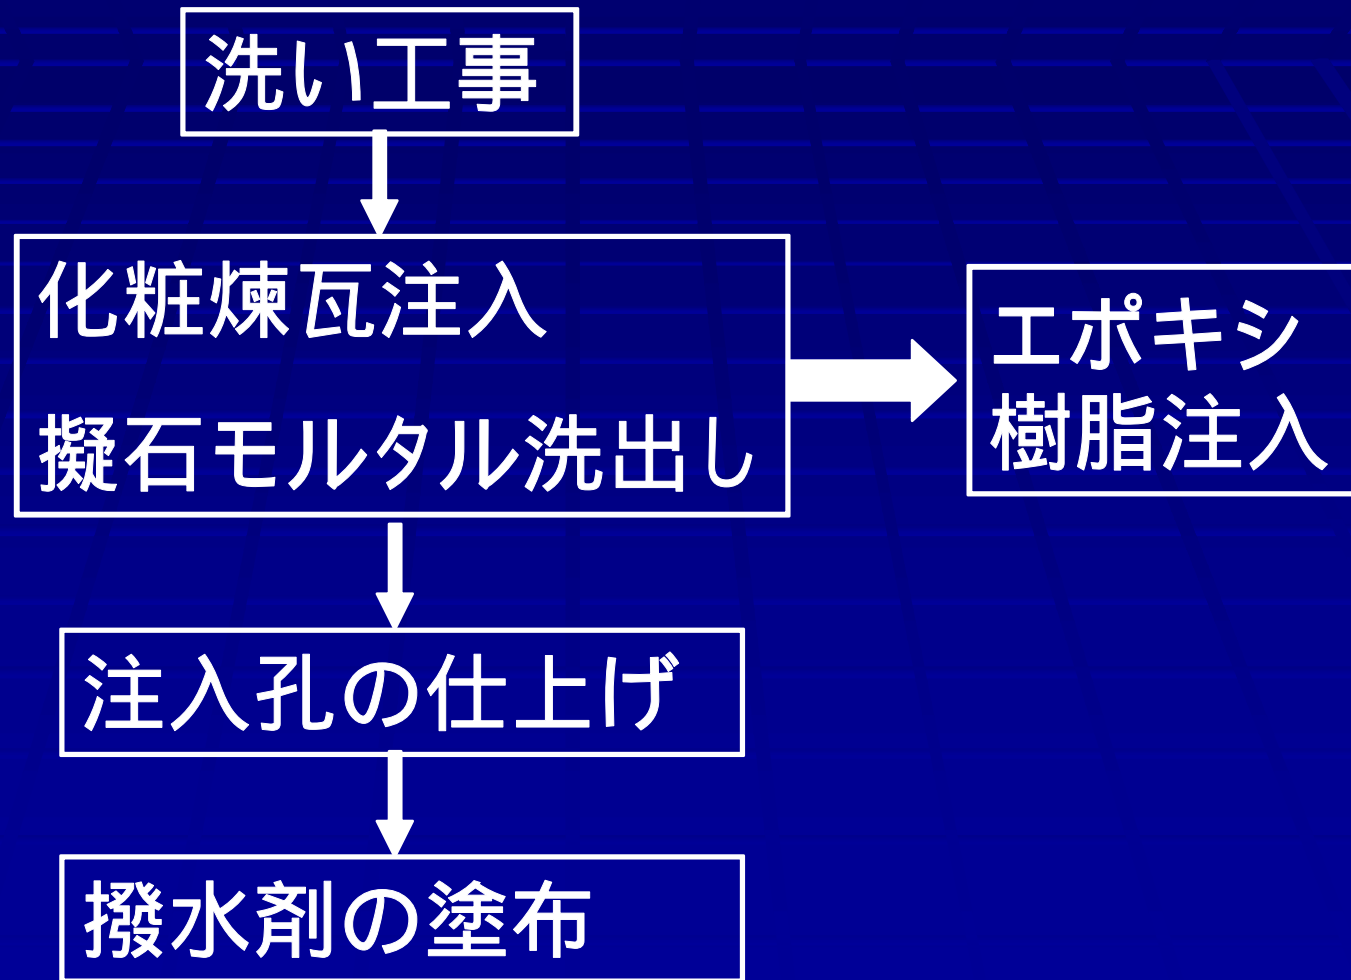 洗い工事
化粧煉瓦注入
擬石モルタル洗出し
エポキシ
樹脂注入
注入孔の仕上げ
撥水剤の塗布